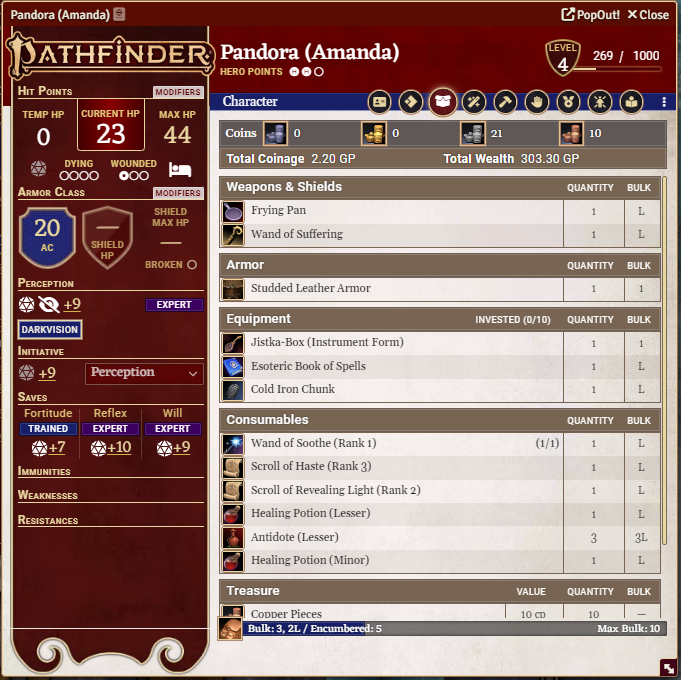 Pandora (Amanda)
PopOut! Close
PATHFINDER
Pandora (Amanda)
HERO POINTS
LEVEL
4
269 / 1000
Hit Points
MODIFIERS
TEMP HP
0
CURRENT HP
23
MAX HP
44
DYING
WOUNDED
Armor Class
MODIFIERS
20
AC
—
SHIELD
HP
SHIELD
MAX HP
—
BROKEN
Perception
+9
EXPERT
DARKVISION
Initiative
+9
Perception
Saves
Fortitude Reflex Will
TRAINED EXPERT EXPERT
+7 +10 +9
Immunities
Weaknesses
Resistances
Character
Coins 0 0 21 10
Total Coinage 2.20 GP Total Wealth 303.30 GP
Weapons & Shields QUANTITY BULK
Frying Pan 1 L
Wand of Suffering 1 L
Armor QUANTITY BULK
Studded Leather Armor 1 1
Equipment INVESTED (0/10) QUANTITY BULK
Jistka-Box (Instrument Form) 1 1
Esoteric Book of Spells 1 L
Cold Iron Chunk 1 L
Consumables QUANTITY BULK
Wand of Soothe (Rank 1) (1/1) 1 L
Scroll of Haste (Rank 3) 1 L
Scroll of Revealing Light (Rank 2) 1 L
Healing Potion (Lesser) 1 L
Antidote (Lesser) 3 3L
Healing Potion (Minor) 1 L
Treasure VALUE QUANTITY BULK
Copper Pieces 10 CP 10 —
Bulk: 3, 2L / Encumbered: 5 Max Bulk: 10